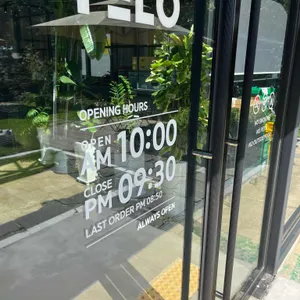 OPENING HOURS
OPEN
AM 10:00
CLOSE
PM 09:30
LAST ORDER PM 08:50
ALWAYS OPEN